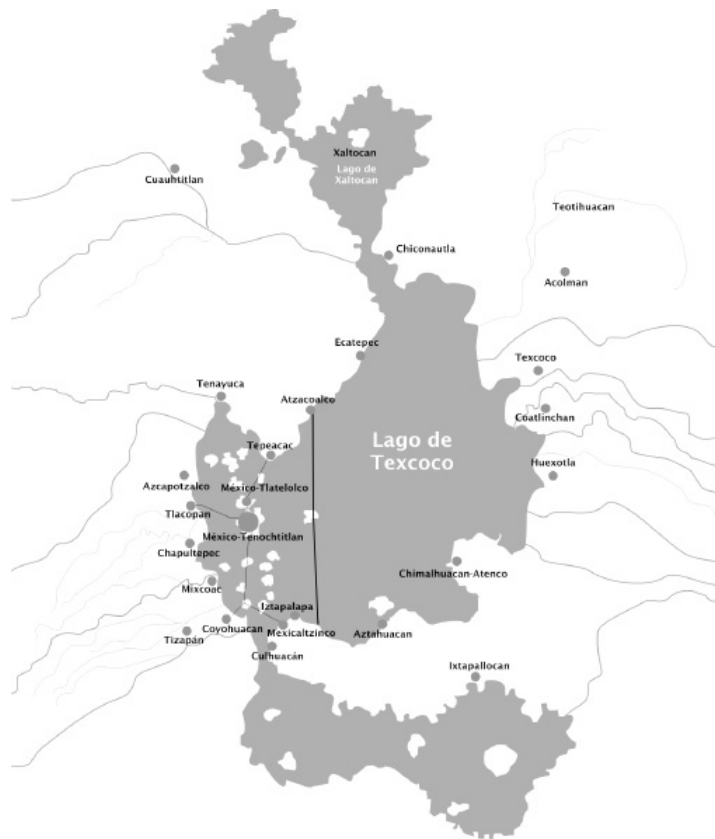 Xaltocan
Lago de
Xaltocan
Cuauhtitlan
Teotihuacan
Chiconautla
Acolman
Ecatepec
Texcoco
Tenayuca
Atzacoalco
Coatlinchan
Lago de
Texcoco
Tepeacac
Huexotla
Azcapotzalco
México-Tlatelolco
Tlacopan
México-Tenochtitlan
Chapultepec
Chimalhuacan-Atenco
Mixcoac
Iztapalapa
Coyohuacan
Mexicaltzinco
Aztahuacan
Tizapán
Culhuacán
Ixtapallocan